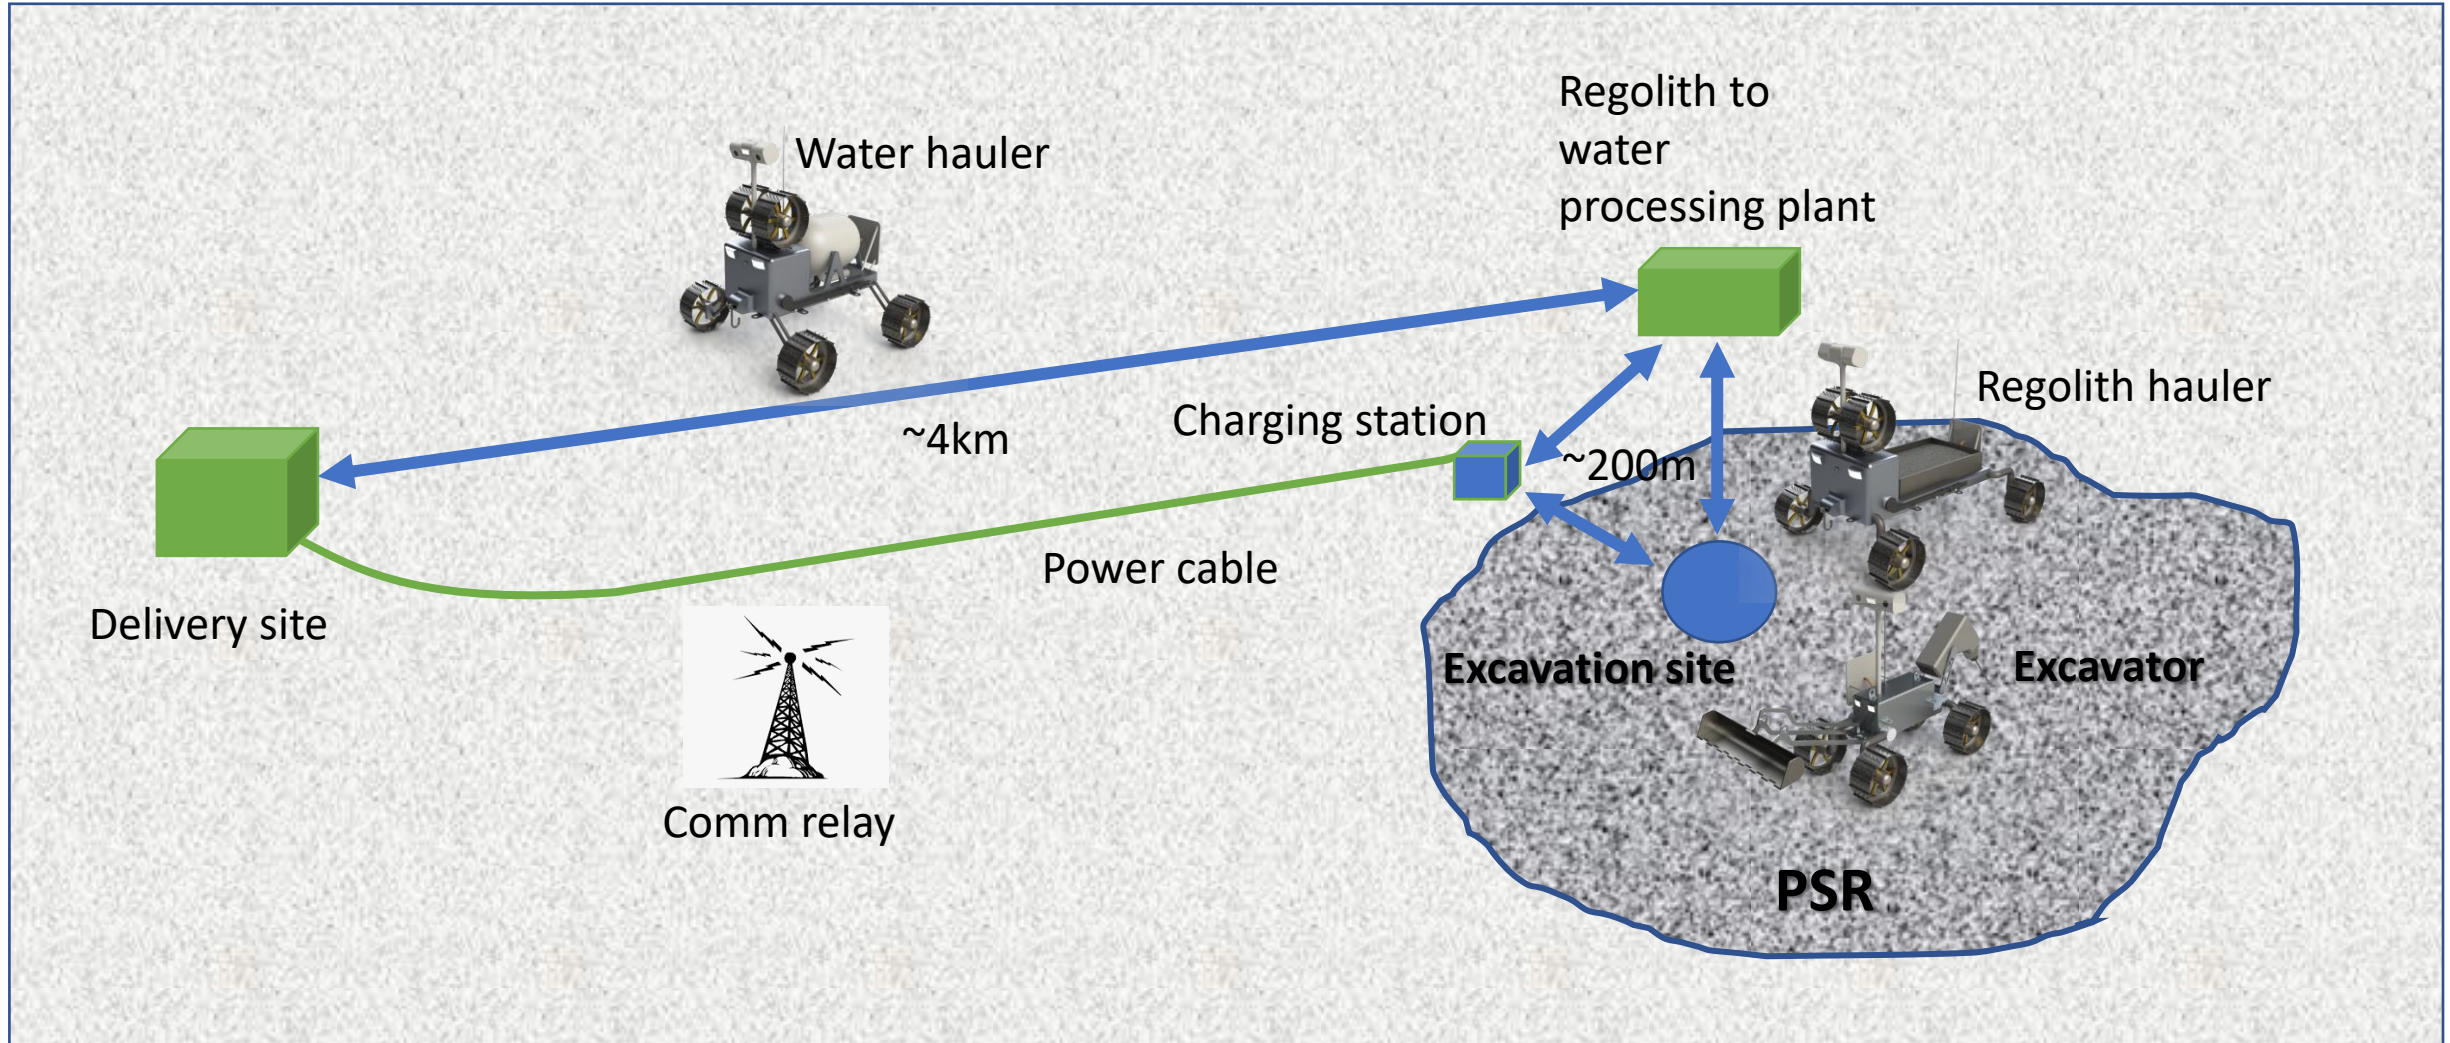 Regolith to
water
processing plant
Water hauler
Regolith hauler
Charging station
~4km
~200m
Power cable
Delivery site
Excavation site
Excavator
Comm relay
PSR